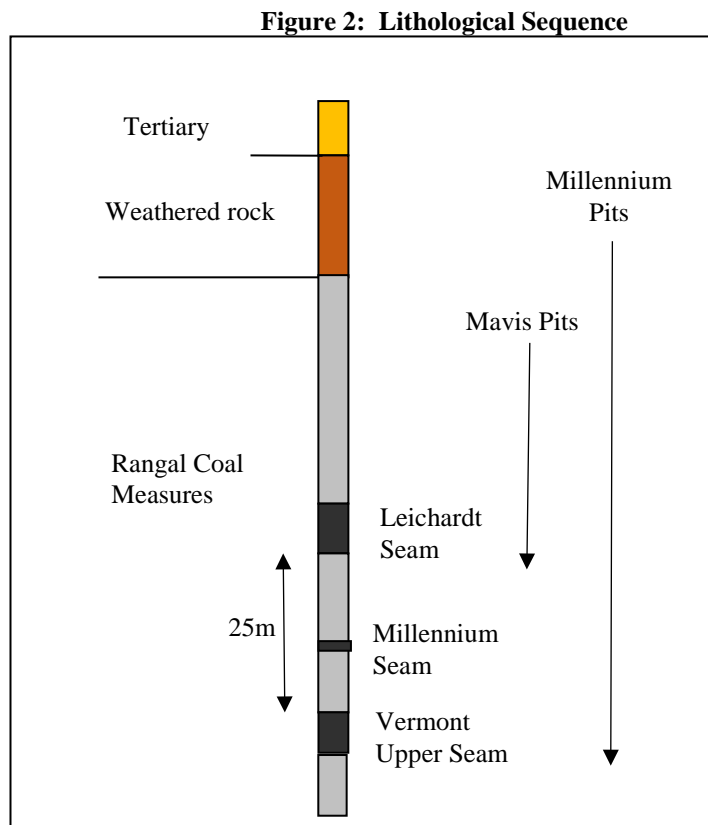 Figure 2: Lithological Sequence
Tertiary
Weathered rock
Millennium
Pits
Mavis Pits
Rangal Coal
Measures
Leichardt
Seam
25m
Millennium
Seam
Vermont
Upper Seam